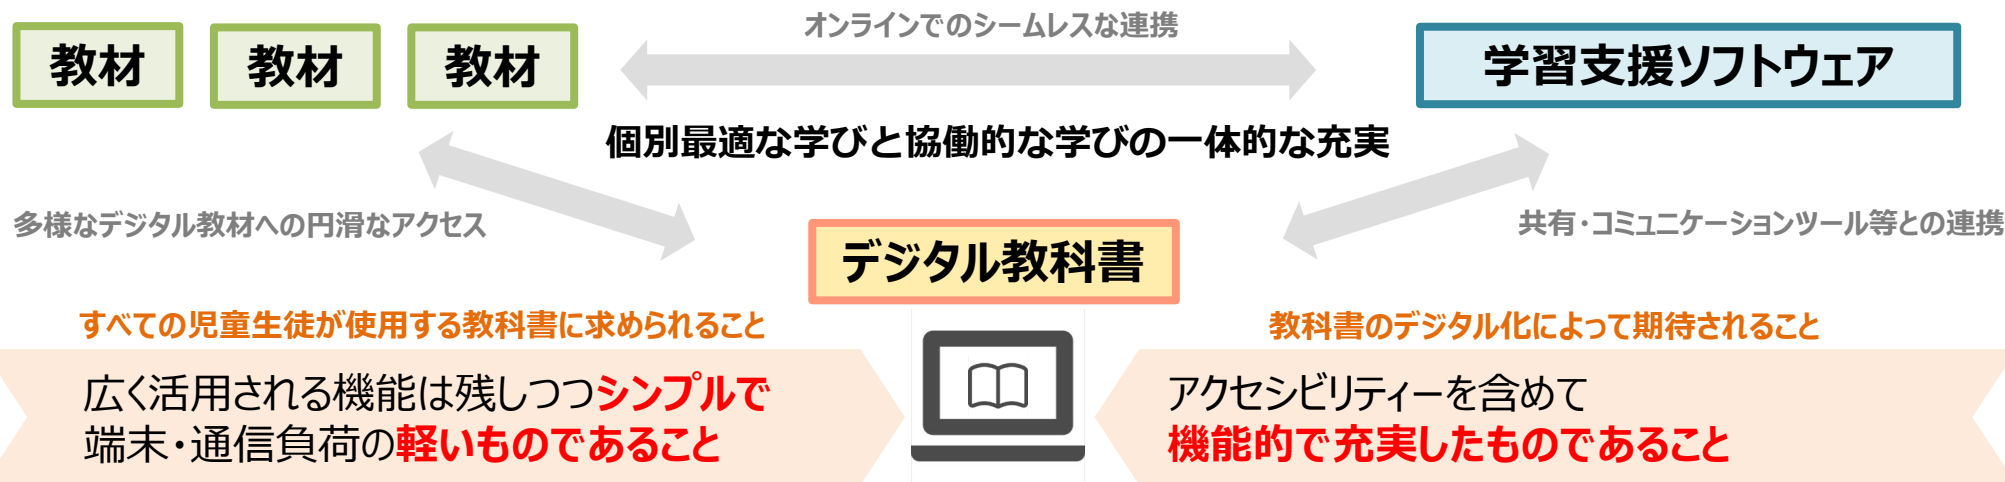 オンラインでのシームレスな連携
教材
教材
教材
学習支援ソフトウェア
個別最適な学びと協働的な学びの一体的な充実
多様なデジタル教材への円滑なアクセス
共有・コミュニケーションツール等との連携
デジタル教科書
すべての児童生徒が使用する教科書に求められること
教科書のデジタル化によって期待されること
広く活用される機能は残しつつシンプルで
端末・通信負荷の軽いものであること
アクセシビリティーを含めて
機能的で充実したものであること